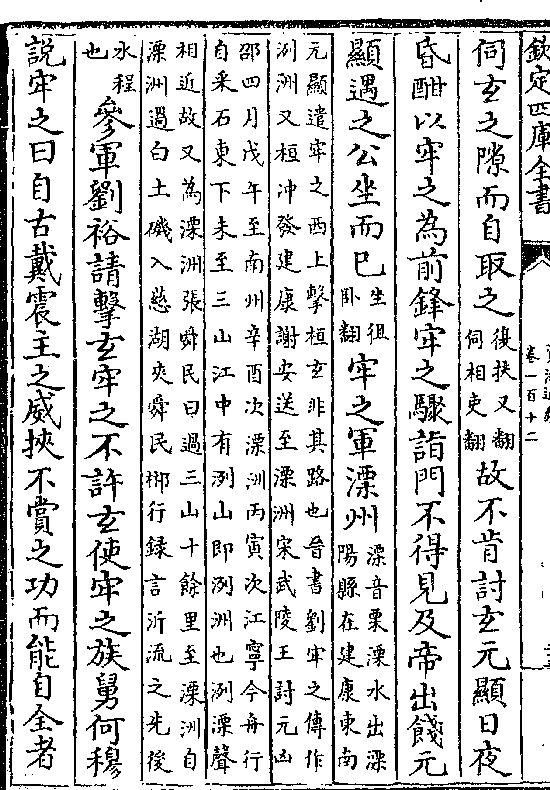 欽定四庫全書
卷一百十二
伺玄之隙而自取之復扶又翻伺相吏翻故不肯討玄元顯日夜
昏酣以牢之為前鋒牢之驟詣門不得見及帝出餞元
顯遇之公坐而已坐徂卧翻牢之軍溧州溧音栗溧水出溧陽縣在建康東南
元顯遣牢之西上擊桓玄非其路也晉書劉牢之傳作
洌洲又桓沖發建康謝安送至溧洲宋武陵王討元凶
邵四月戊午至南州辛酉次溧洲丙寅次江寧今舟行
自采石東下未至三山江中有洌山即洌洲也洌溧聲
相近故又為溧洲張舜民曰過三山十餘里至溧洲自
溧洲過白土磯入慈湖夾舜民郴行録言泝流之先後
水程也參軍劉裕請擊玄牢之不許玄使牢之族舅何穆
說牢之曰自古戴震王之威挾不賞之功而能自全者